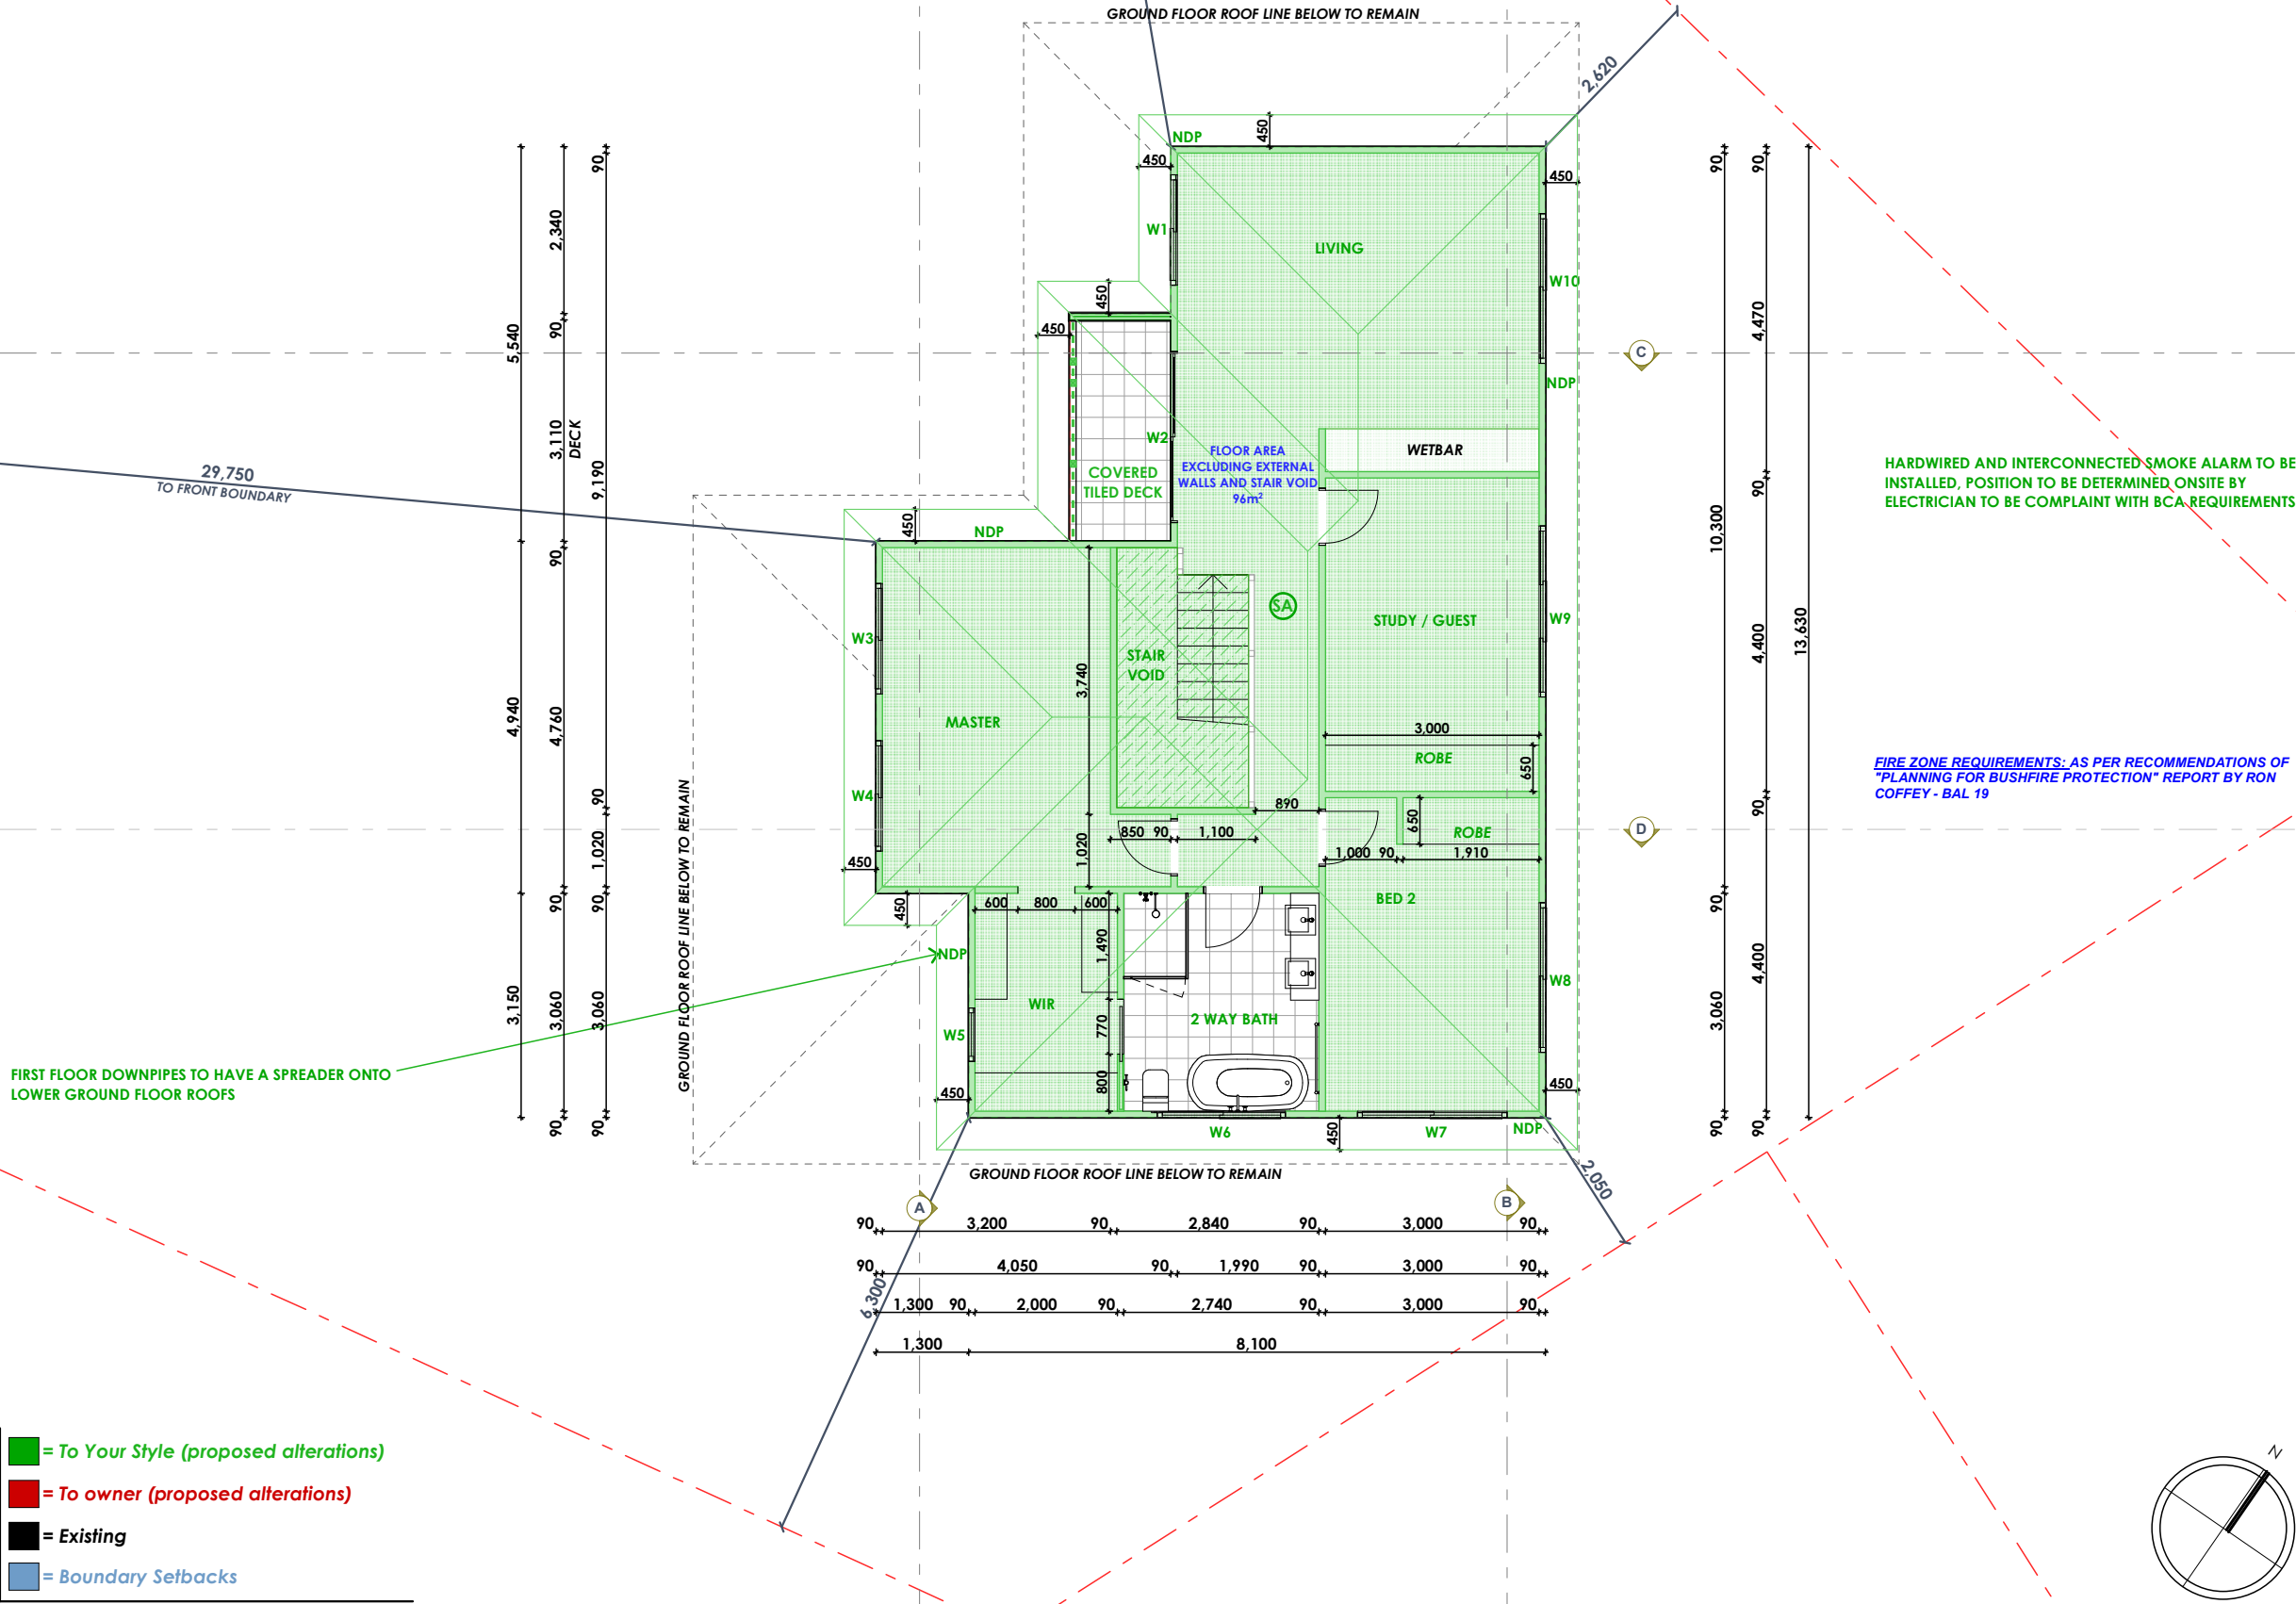 GROUND FLOOR ROOF LINE BELOW TO REMAIN
2,620
450
NDP
450
450
W1
LIVING
W10
450
450
NDP
W2
WETBAR
FLOOR AREA
EXCLUDING EXTERNAL
WALLS AND STAIR VOID
96m²
COVERED
TILED DECK
C
HARDWIRED AND INTERCONNECTED SMOKE ALARM TO BE
INSTALLED, POSITION TO BE DETERMINED ONSITE BY
ELECTRICIAN TO BE COMPLAINT WITH BCA REQUIREMENTS
29,750
TO FRONT BOUNDARY
450
NDP
SA
W3
STUDY / GUEST
W9
STAIR
VOID
3,740
MASTER
3,000
ROBE
650
W4
FIRE ZONE REQUIREMENTS: AS PER RECOMMENDATIONS OF
"PLANNING FOR BUSHFIRE PROTECTION" REPORT BY RON
COFFEY - BAL 19
890
850 90 1,100
1,020
650
ROBE
D
450
1,000 90 1,910
BED 2
450
600 800 600
1,490
NDP
WIR
W8
2 WAY BATH
W5
770
800
450
450
FIRST FLOOR DOWNPIPES TO HAVE A SPREADER ONTO
LOWER GROUND FLOOR ROOFS
GROUND FLOOR ROOF LINE BELOW TO REMAIN
W6
450
W7
NDP
GROUND FLOOR ROOF LINE BELOW TO REMAIN
2,050
A
B
6,300
5,540
4,940
3,150
2,340
90
3,110
DECK
90
4,760
90
3,060
90
90
9,190
90
1,020
90
3,060
90
90
10,300
90
3,060
90
90
4,470
90
4,400
90
4,400
90
13,630
90 3,200 90 2,840 90 3,000 90
90 4,050 90 1,990 90 3,000 90
1,300 90 2,000 90 2,740 90 3,000 90
1,300 8,100
= To Your Style (proposed alterations)
= To owner (proposed alterations)
= Existing
= Boundary Setbacks
N